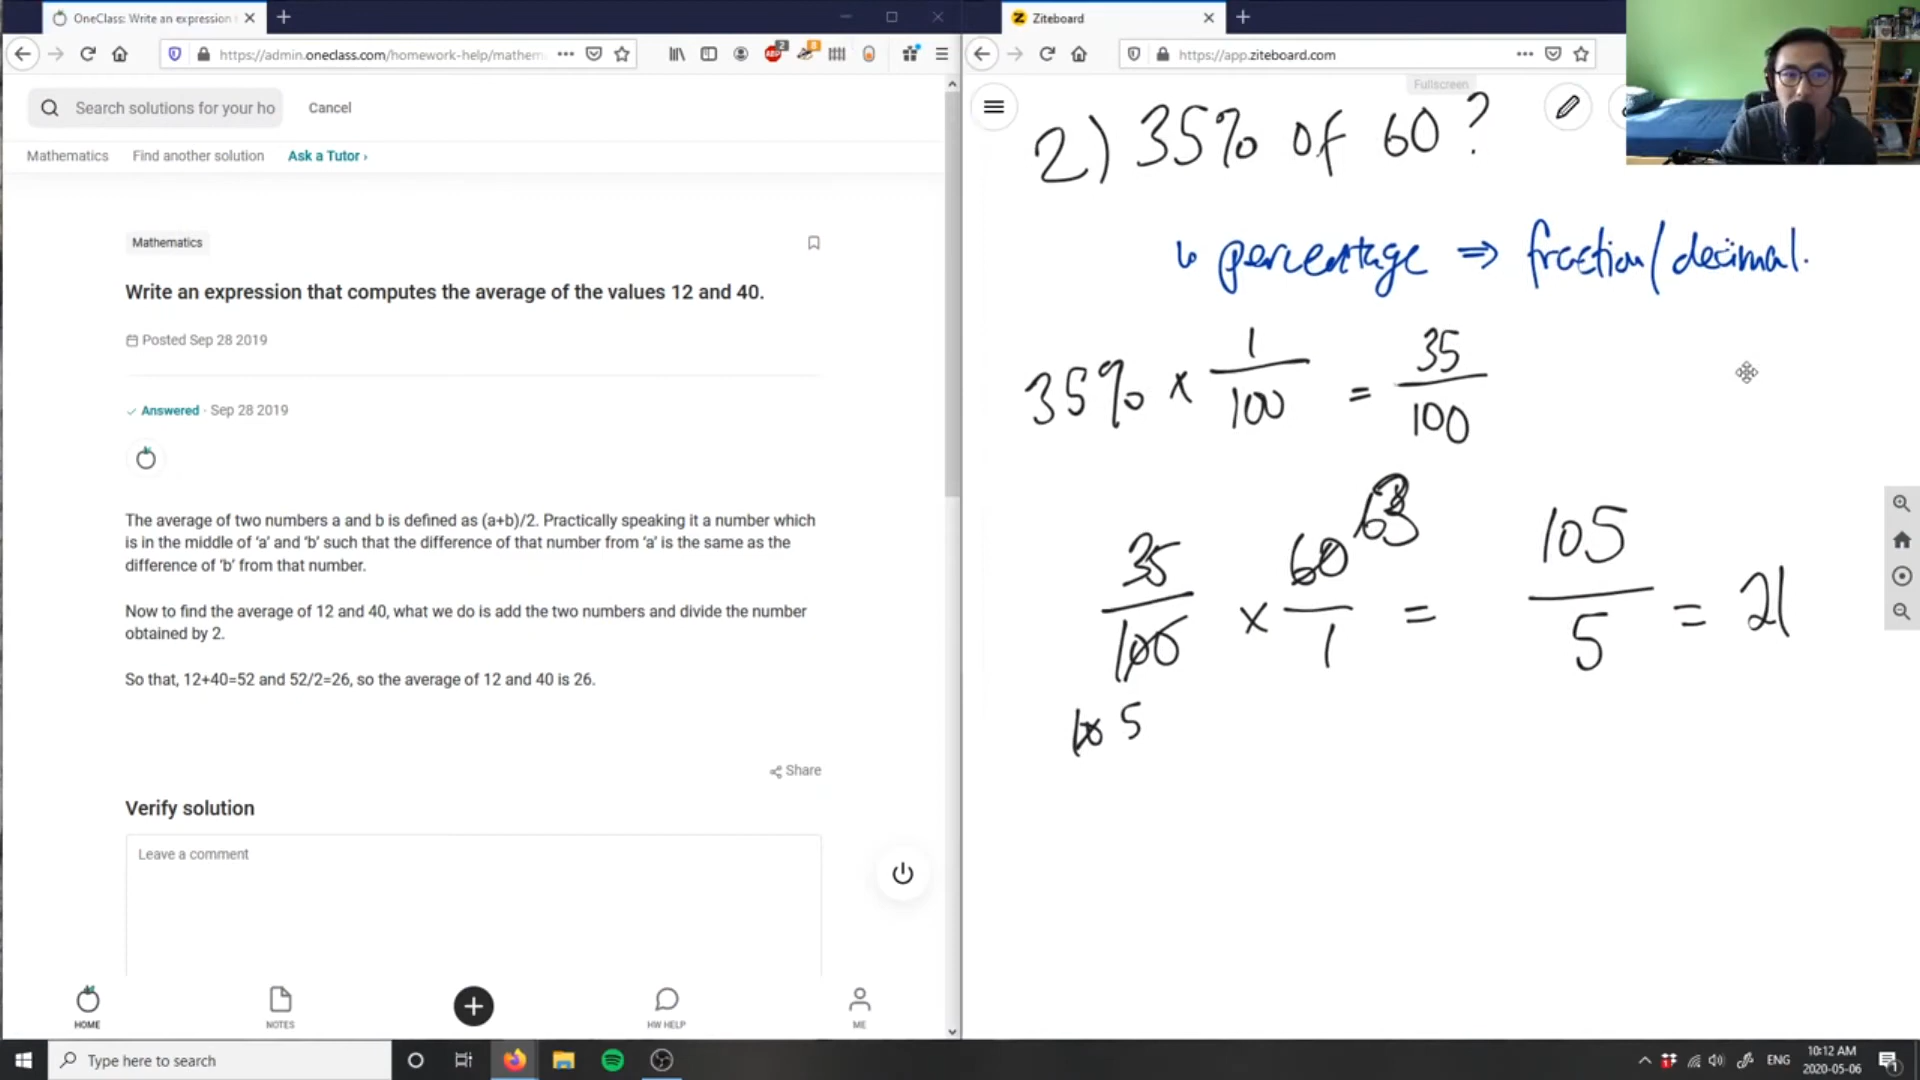 OneClass: Write an expression
https://admin.oneclass.com/homework-help/mathem
Search solutions for your ho
Cancel
Mathematics
Find another solution
Ask a Tutor ›
Mathematics
Write an expression that computes the average of the values 12 and 40.
Posted Sep 28 2019
Answered · Sep 28 2019
The average of two numbers a and b is defined as (a+b)/2. Practically speaking it a number which
is in the middle of ‘a’ and ‘b’ such that the difference of that number from ‘a’ is the same as the
difference of ‘b’ from that number.
Now to find the average of 12 and 40, what we do is add the two numbers and divide the number
obtained by 2.
So that, 12+40=52 and 52/2=26, so the average of 12 and 40 is 26.
Share
Verify solution
Leave a comment
HOME
NOTES
HW HELP
ME
Ziteboard
https://app.ziteboard.com
Fullscreen
2) 35% of 60?
↳ percentage ⇒ fraction/decimal.
35% × 1/100 = 35/100
35/100 × 60/1 = 105/5 = 21
10 5
Type here to search
ENG
10:12 AM
2020-05-06